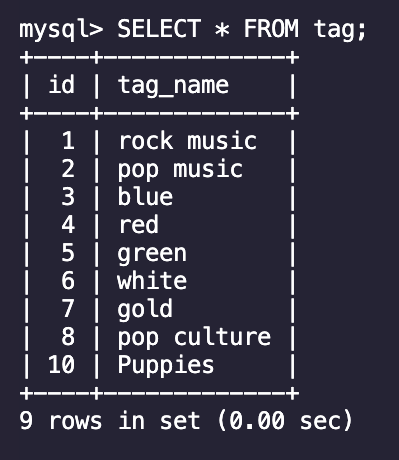 mysql> SELECT * FROM tag;
+----+-------------+
| id | tag_name    |
+----+-------------+
|  1 | rock music  |
|  2 | pop music   |
|  3 | blue        |
|  4 | red         |
|  5 | green       |
|  6 | white       |
|  7 | gold        |
|  8 | pop culture |
| 10 | Puppies     |
+----+-------------+
9 rows in set (0.00 sec)